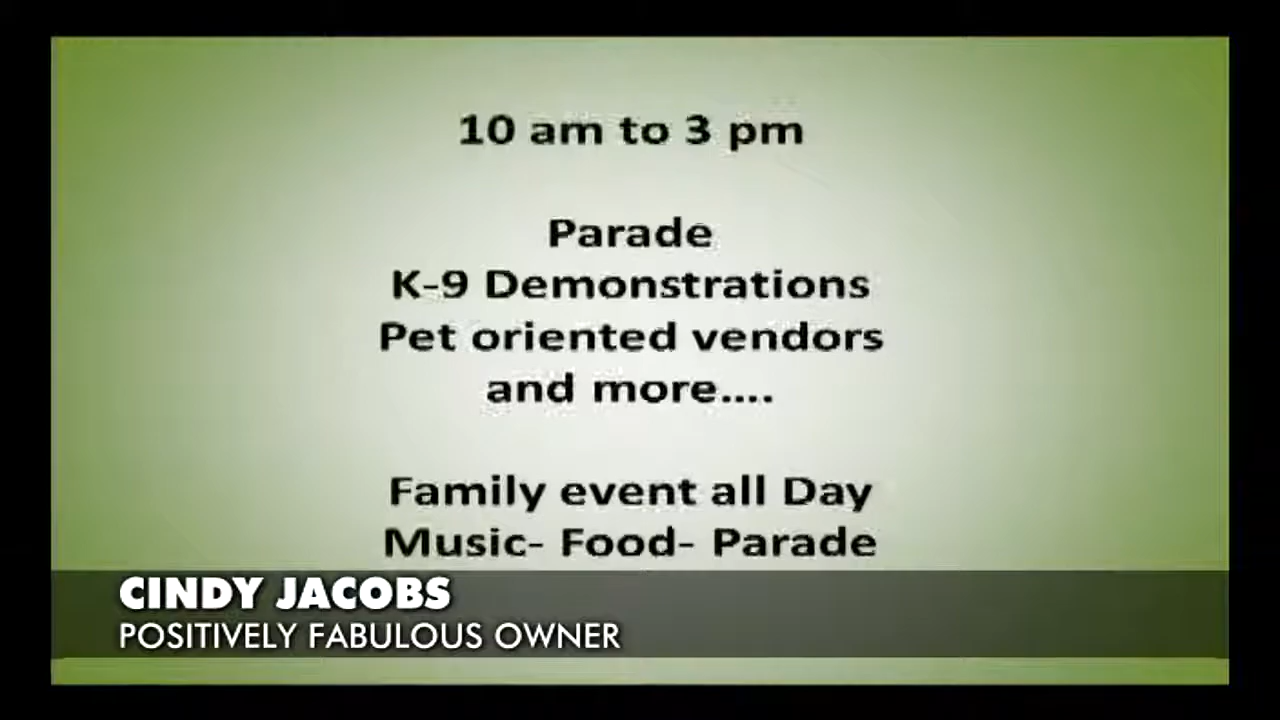 10 am to 3 pm
Parade
K-9 Demonstrations
Pet oriented vendors
and more....
Family event all Day
Music- Food- Parade
CINDY JACOBS
POSITIVELY FABULOUS OWNER